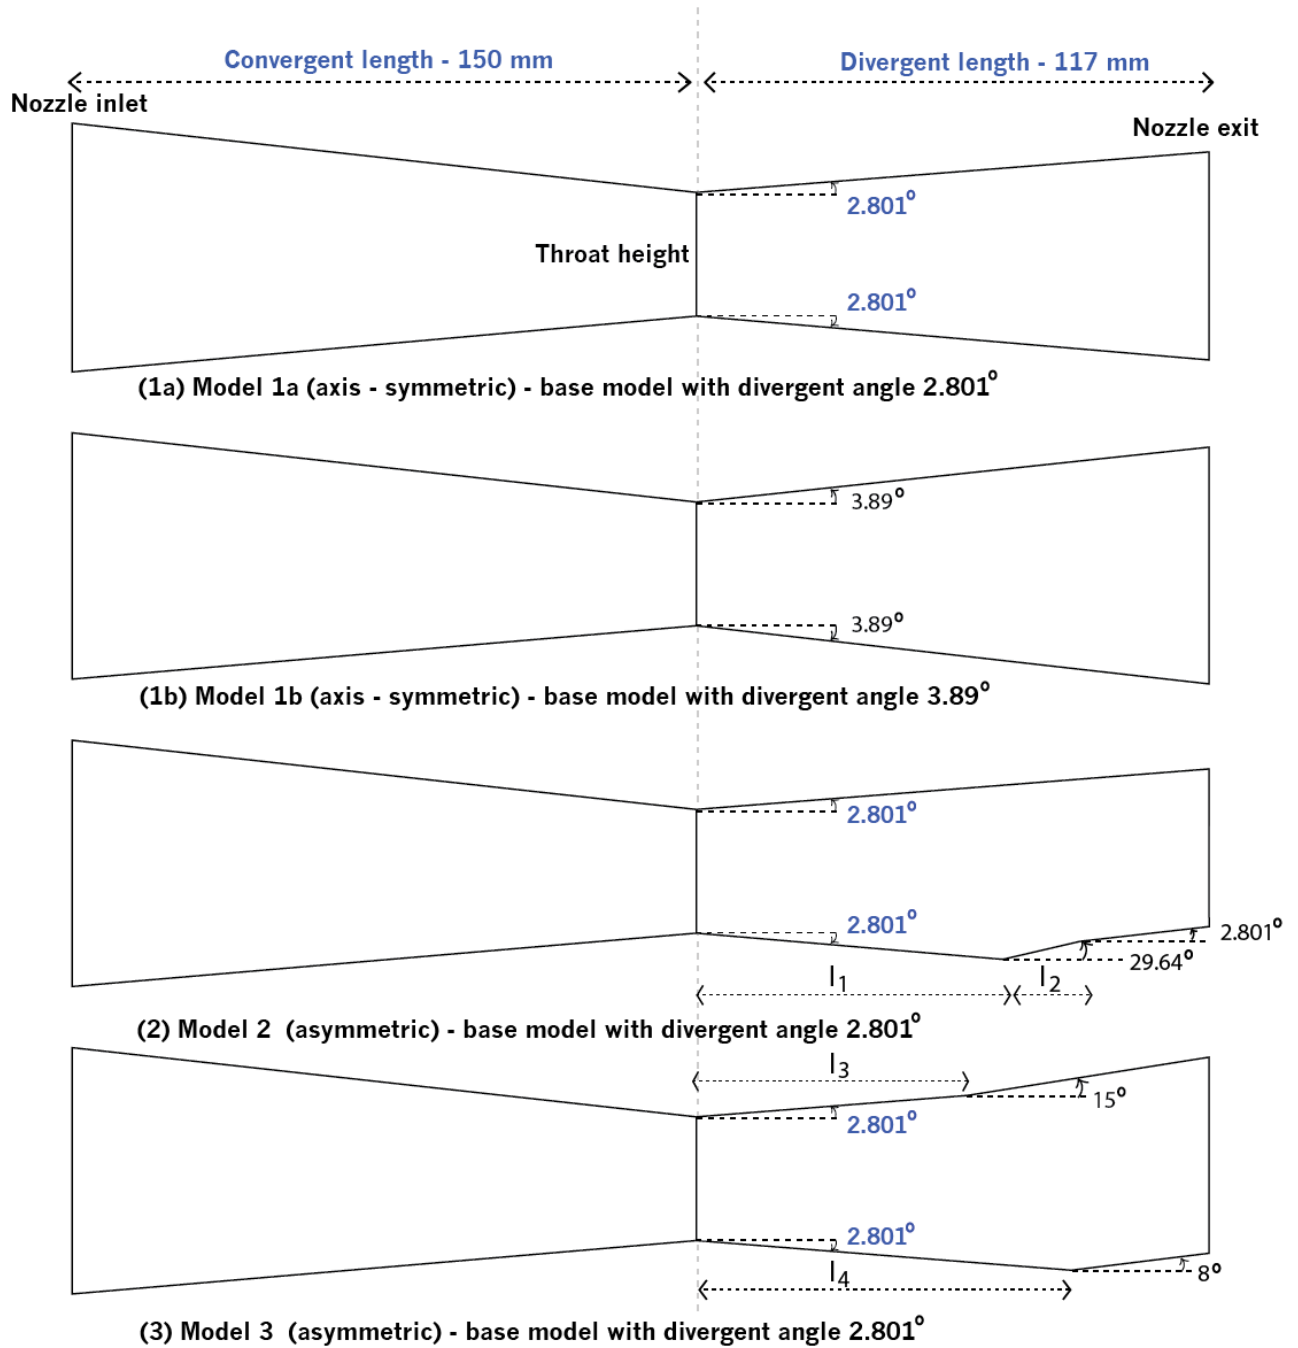 Convergent length - 150 mm
Divergent length - 117 mm
Nozzle inlet
Nozzle exit
2.801°
Throat height
2.801°
(1a) Model 1a (axis - symmetric) - base model with divergent angle 2.801°
3.89°
3.89°
(1b) Model 1b (axis - symmetric) - base model with divergent angle 3.89°
2.801°
2.801°
2.801°
29.64°
l1
l2
(2) Model 2 (asymmetric) - base model with divergent angle 2.801°
l3
15°
2.801°
2.801°
l4
8°
(3) Model 3 (asymmetric) - base model with divergent angle 2.801°